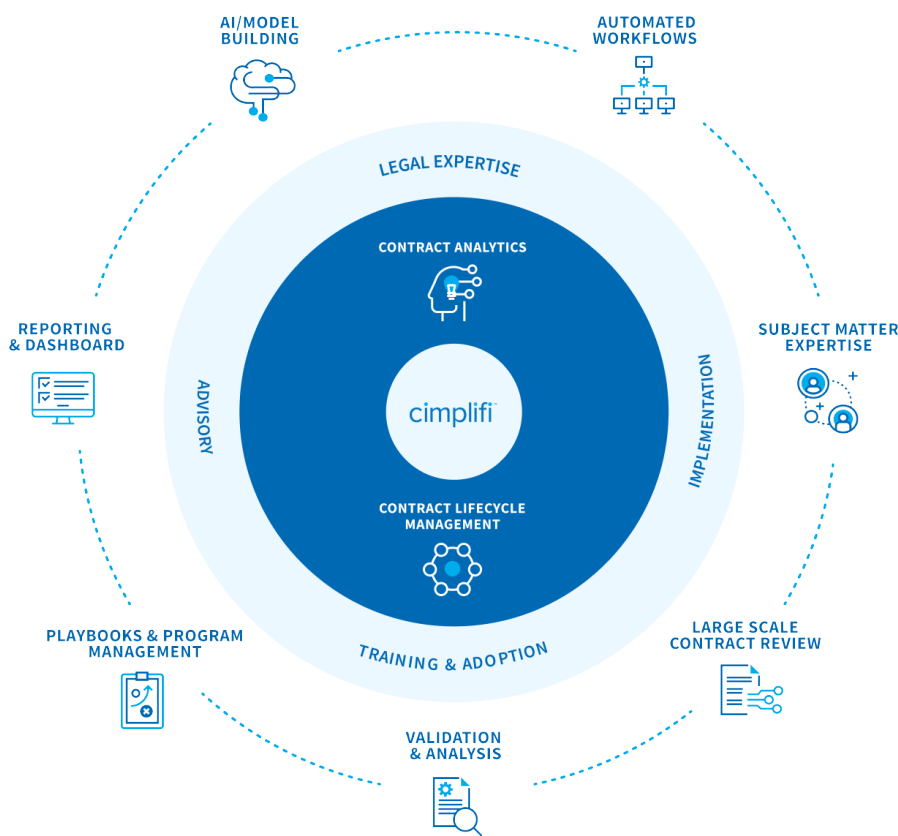 AI/MODEL
BUILDING
AUTOMATED
WORKFLOWS
LEGAL EXPERTISE
CONTRACT ANALYTICS
REPORTING
& DASHBOARD
SUBJECT MATTER
EXPERTISE
ADVISORY
cimplifi™
IMPLEMENTATION
CONTRACT LIFECYCLE
MANAGEMENT
PLAYBOOKS & PROGRAM
MANAGEMENT
LARGE SCALE
CONTRACT REVIEW
TRAINING & ADOPTION
VALIDATION
& ANALYSIS